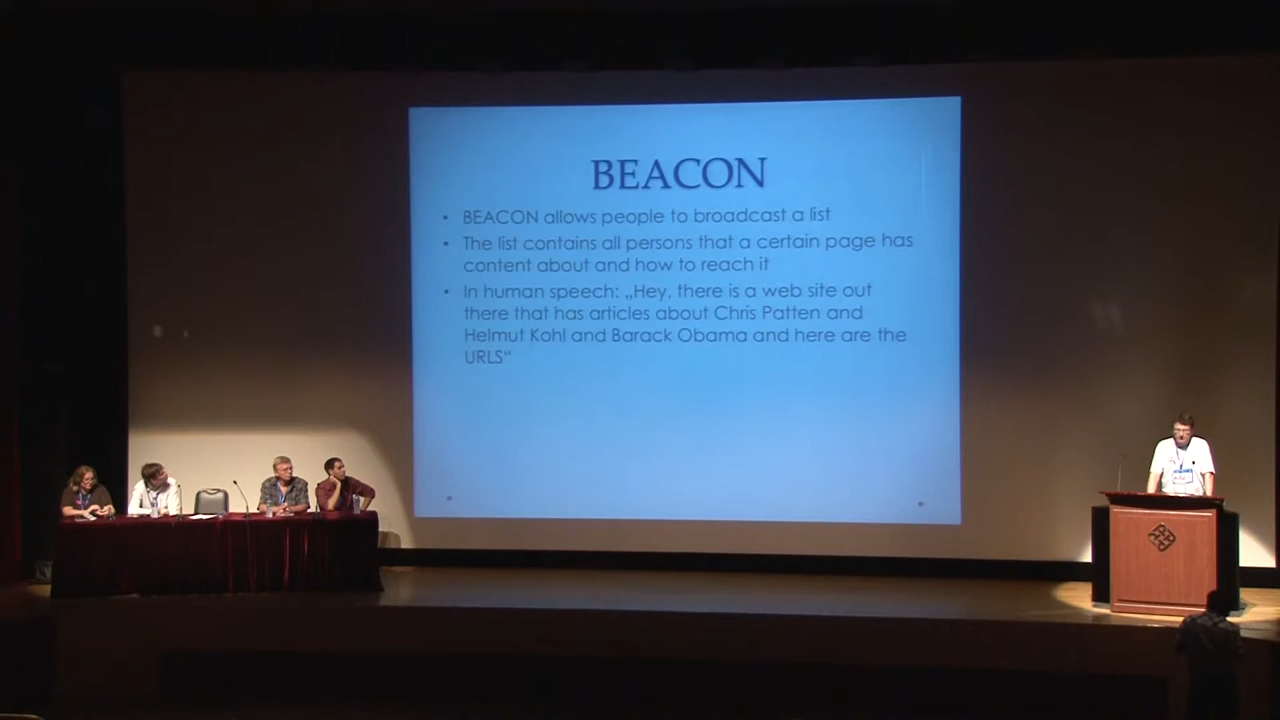 BEACON
• BEACON allows people to broadcast a list
• The list contains all persons that a certain page has
content about and how to reach it
• In human speech: „Hey, there is a web site out
there that has articles about Chris Patten and
Helmut Kohl and Barack Obama and here are the
URLS“